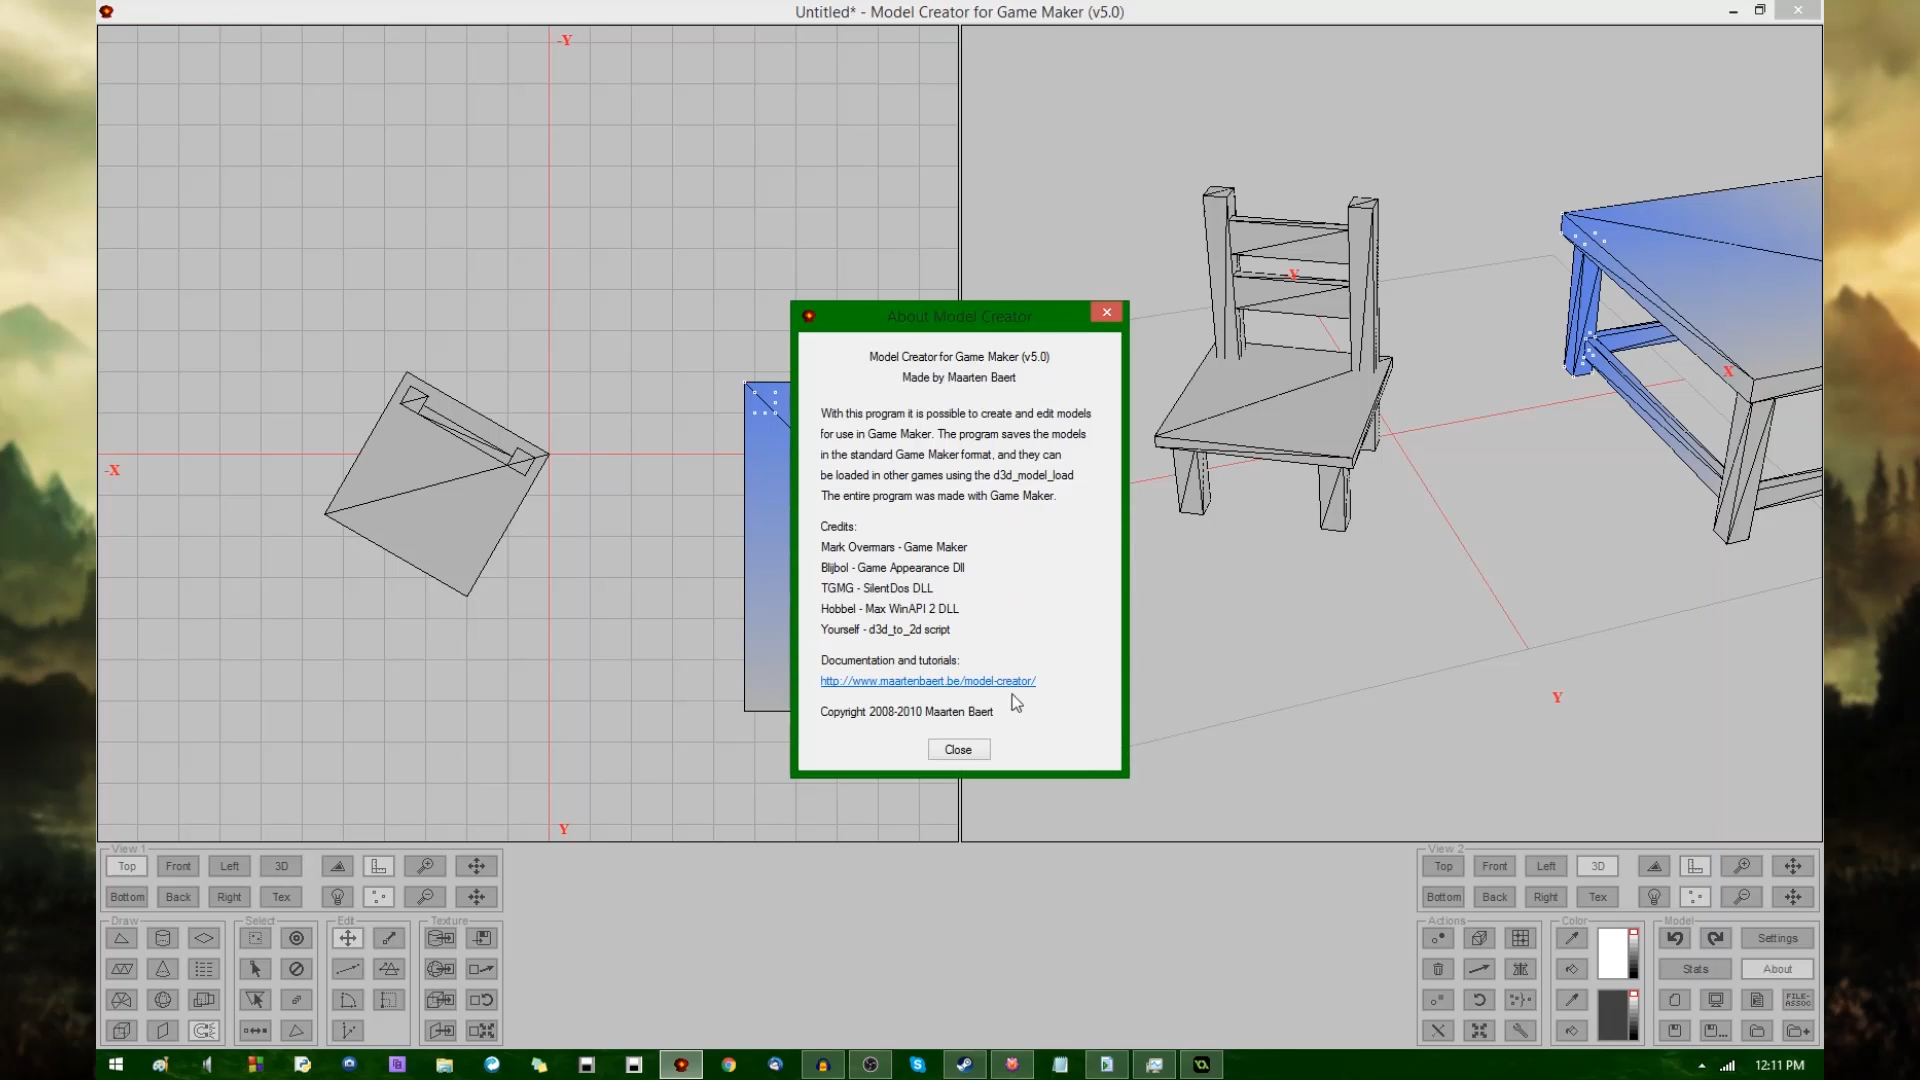 Untitled* - Model Creator for Game Maker (v5.0)
-Y
-X
Y
-Y
X
Y
About Model Creator
Model Creator for Game Maker (v5.0)
Made by Maarten Baert
With this program it is possible to create and edit models
for use in Game Maker. The program saves the models
in the standard Game Maker format, and they can
be loaded in other games using the d3d_model_load
The entire program was made with Game Maker.
Credits:
Mark Overmars - Game Maker
Blijbol - Game Appearance Dll
TGMG - SilentDos DLL
Hobbel - Max WinAPI 2 DLL
Yourself - d3d_to_2d script
Documentation and tutorials:
http://www.maartenbaert.be/model-creator/
Copyright 2008-2010 Maarten Baert
Close
View 1
Top Front Left 3D
Bottom Back Right Tex
Draw Select Edit Texture
View 2
Top Front Left 3D
Bottom Back Right Tex
Actions Color Model
Settings
Stats About
FILE-
ASSOC
12:11 PM